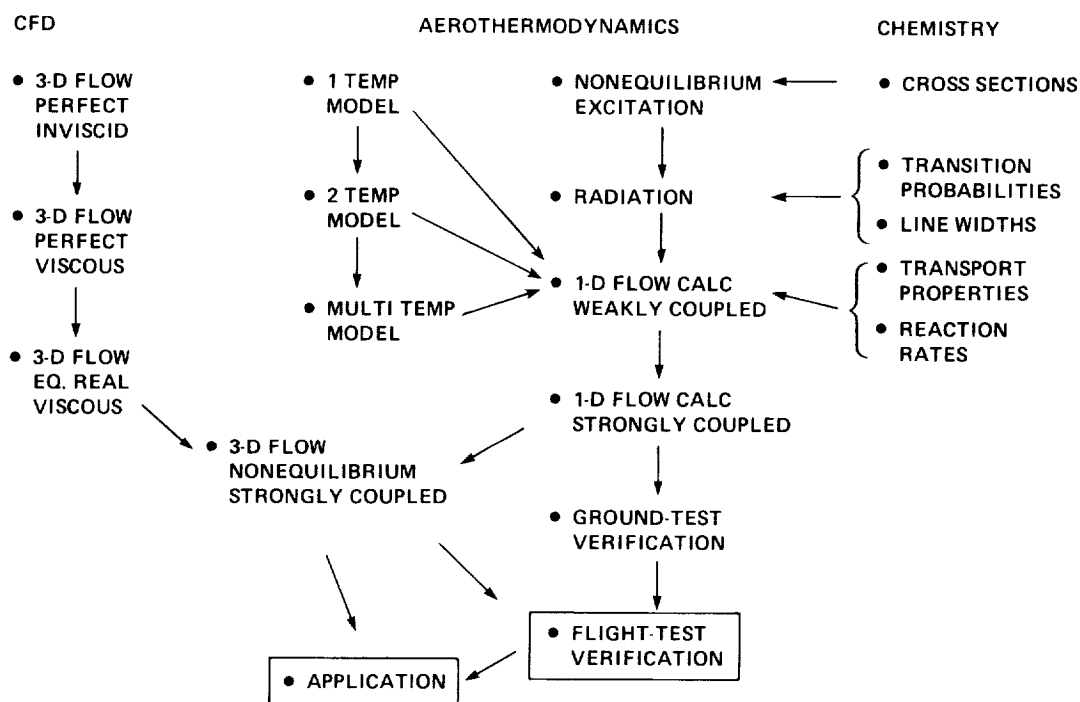 CFD
AEROTHERMODYNAMICS
CHEMISTRY
• 3-D FLOW
PERFECT
INVISCID
• 3-D FLOW
PERFECT
VISCOUS
• 3-D FLOW
EQ. REAL
VISCOUS
• 1 TEMP
MODEL
• 2 TEMP
MODEL
• MULTI TEMP
MODEL
• NONEQUILIBRIUM
EXCITATION
• RADIATION
• 1-D FLOW CALC
WEAKLY COUPLED
• 1-D FLOW CALC
STRONGLY COUPLED
• CROSS SECTIONS
• TRANSITION
PROBABILITIES
• LINE WIDTHS
• TRANSPORT
PROPERTIES
• REACTION
RATES
• 3-D FLOW
NONEQUILIBRIUM
STRONGLY COUPLED
• GROUND-TEST
VERIFICATION
• FLIGHT-TEST
VERIFICATION
• APPLICATION